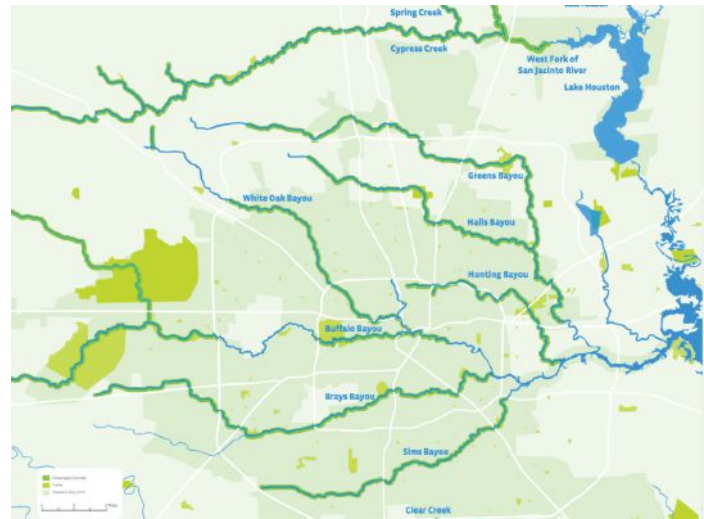 Spring Creek
Cypress Creek
West Fork of
San Jacinto River
Lake Houston
Greens Bayou
White Oak Bayou
Halls Bayou
Hunting Bayou
Buffalo Bayou
Brays Bayou
Sims Bayou
Clear Creek